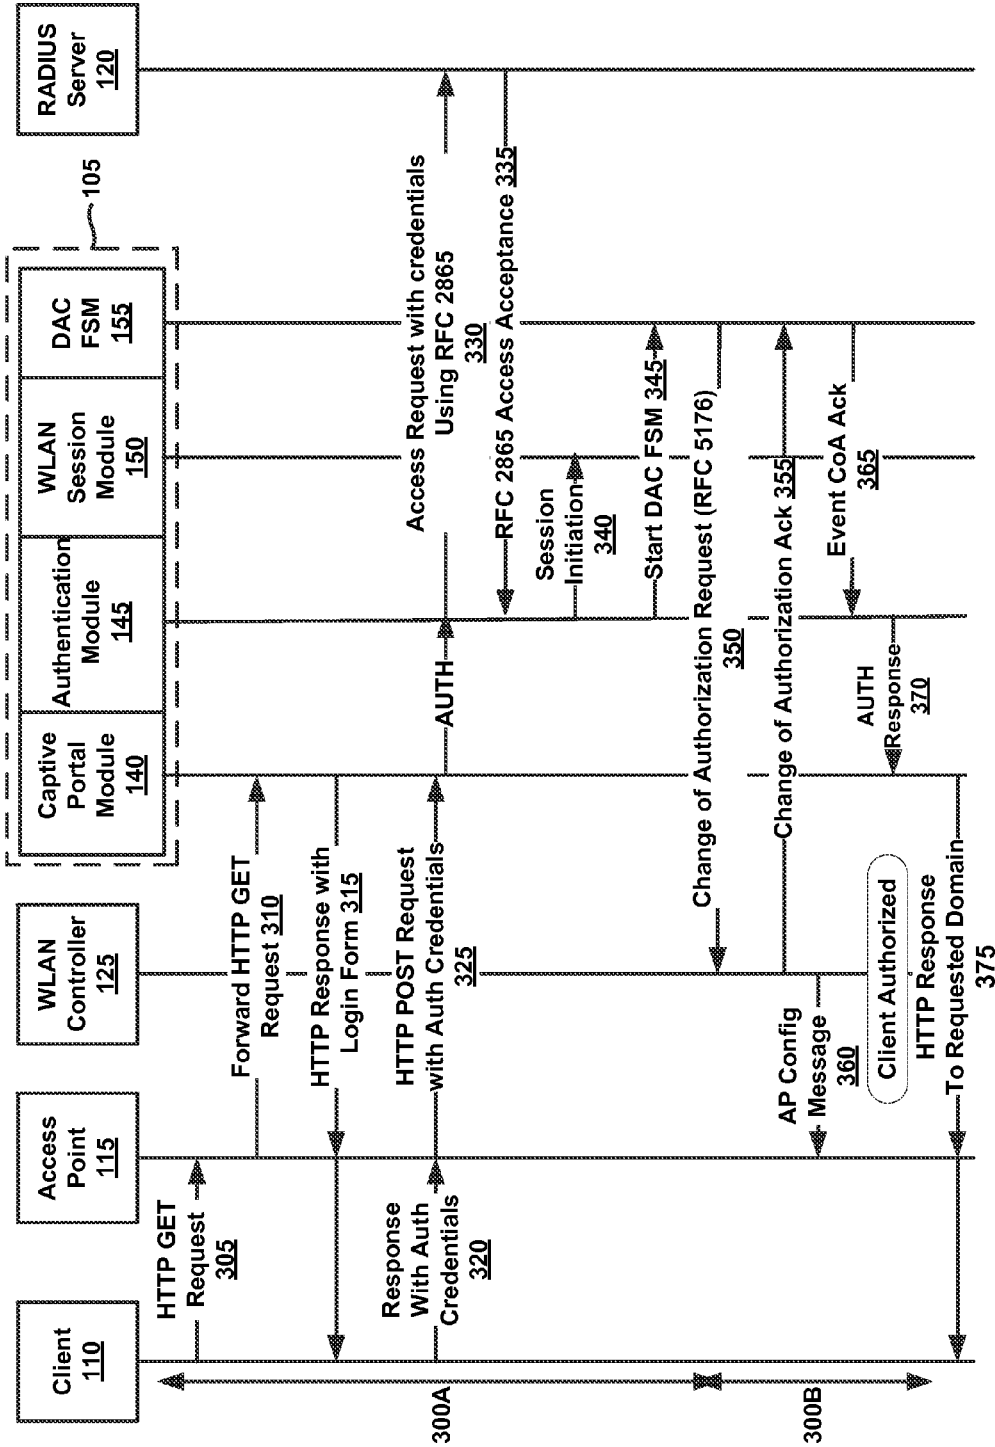 Client
110
Access
Point
115
WLAN
Controller
125
Captive
Portal
Module
140
Authentication
Module
145
WLAN
Session
Module
150
DAC
FSM
155
105
RADIUS
Server
120
HTTP GET
Request
305
Forward HTTP GET
Request 310
HTTP Response with
Login Form 315
Response
With Auth
Credentials
320
HTTP POST Request
with Auth Credentials
325
AUTH
Access Request with credentials
Using RFC 2865
330
RFC 2865 Access Acceptance 335
Session
Initiation
340
Start DAC FSM 345
Change of Authorization Request (RFC 5176)
350
Change of Authorization Ack 355
AP Config
Message
360
Event CoA Ack
365
AUTH
Response
370
Client Authorized
HTTP Response
To Requested Domain
375
300A
300B